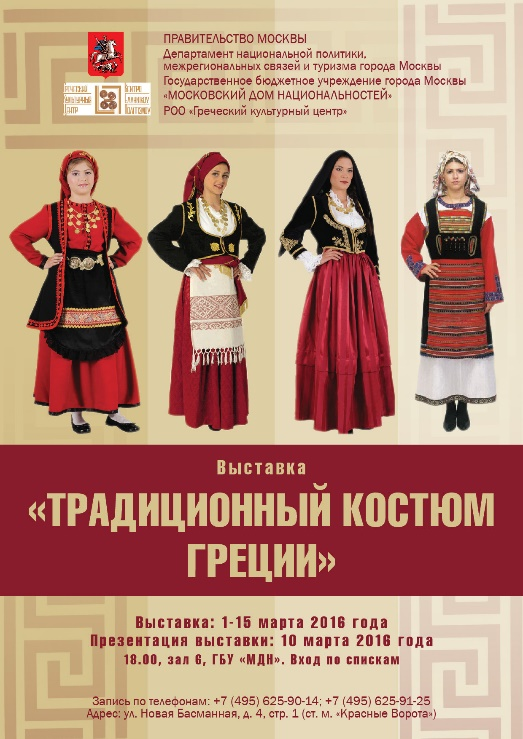 ПРАВИТЕЛЬСТВО МОСКВЫ
Департамент национальной политики,
межрегиональных связей и туризма города Москвы
Государственное бюджетное учреждение города Москвы
«МОСКОВСКИЙ ДОМ НАЦИОНАЛЬНОСТЕЙ»
РОО «Греческий культурный центр»
Выставка
«ТРАДИЦИОННЫЙ КОСТЮМ
ГРЕЦИИ»
Выставка: 1-15 марта 2016 года
Презентация выставки: 10 марта 2016 года
18.00, зал 6, ГБУ «МДН». Вход по спискам
Запись по телефонам: +7 (495) 625-90-14; +7 (495) 625-91-25
Адрес: ул. Новая Басманная, д. 4, стр. 1 (ст. м. «Красные Ворота»)